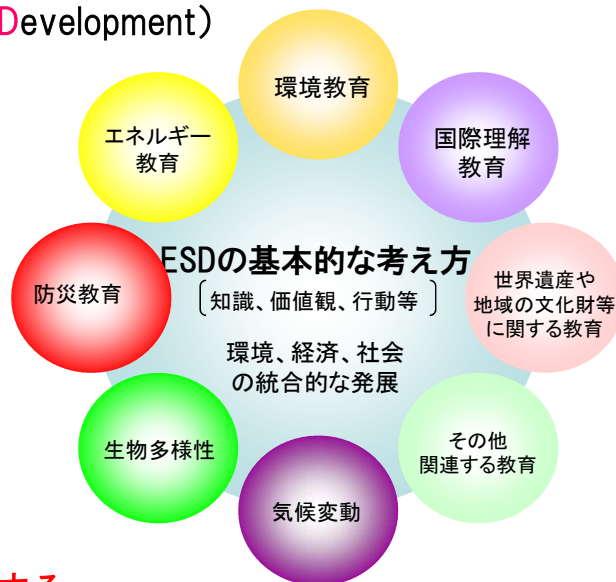 Development)
環境教育
エネルギー
教育
国際理解
教育
ESDの基本的な考え方
〔知識、価値観、行動等〕
環境、経済、社会
の統合的な発展
防災教育
世界遺産や
地域の文化財等
に関する教育
生物多様性
その他
関連する教育
気候変動